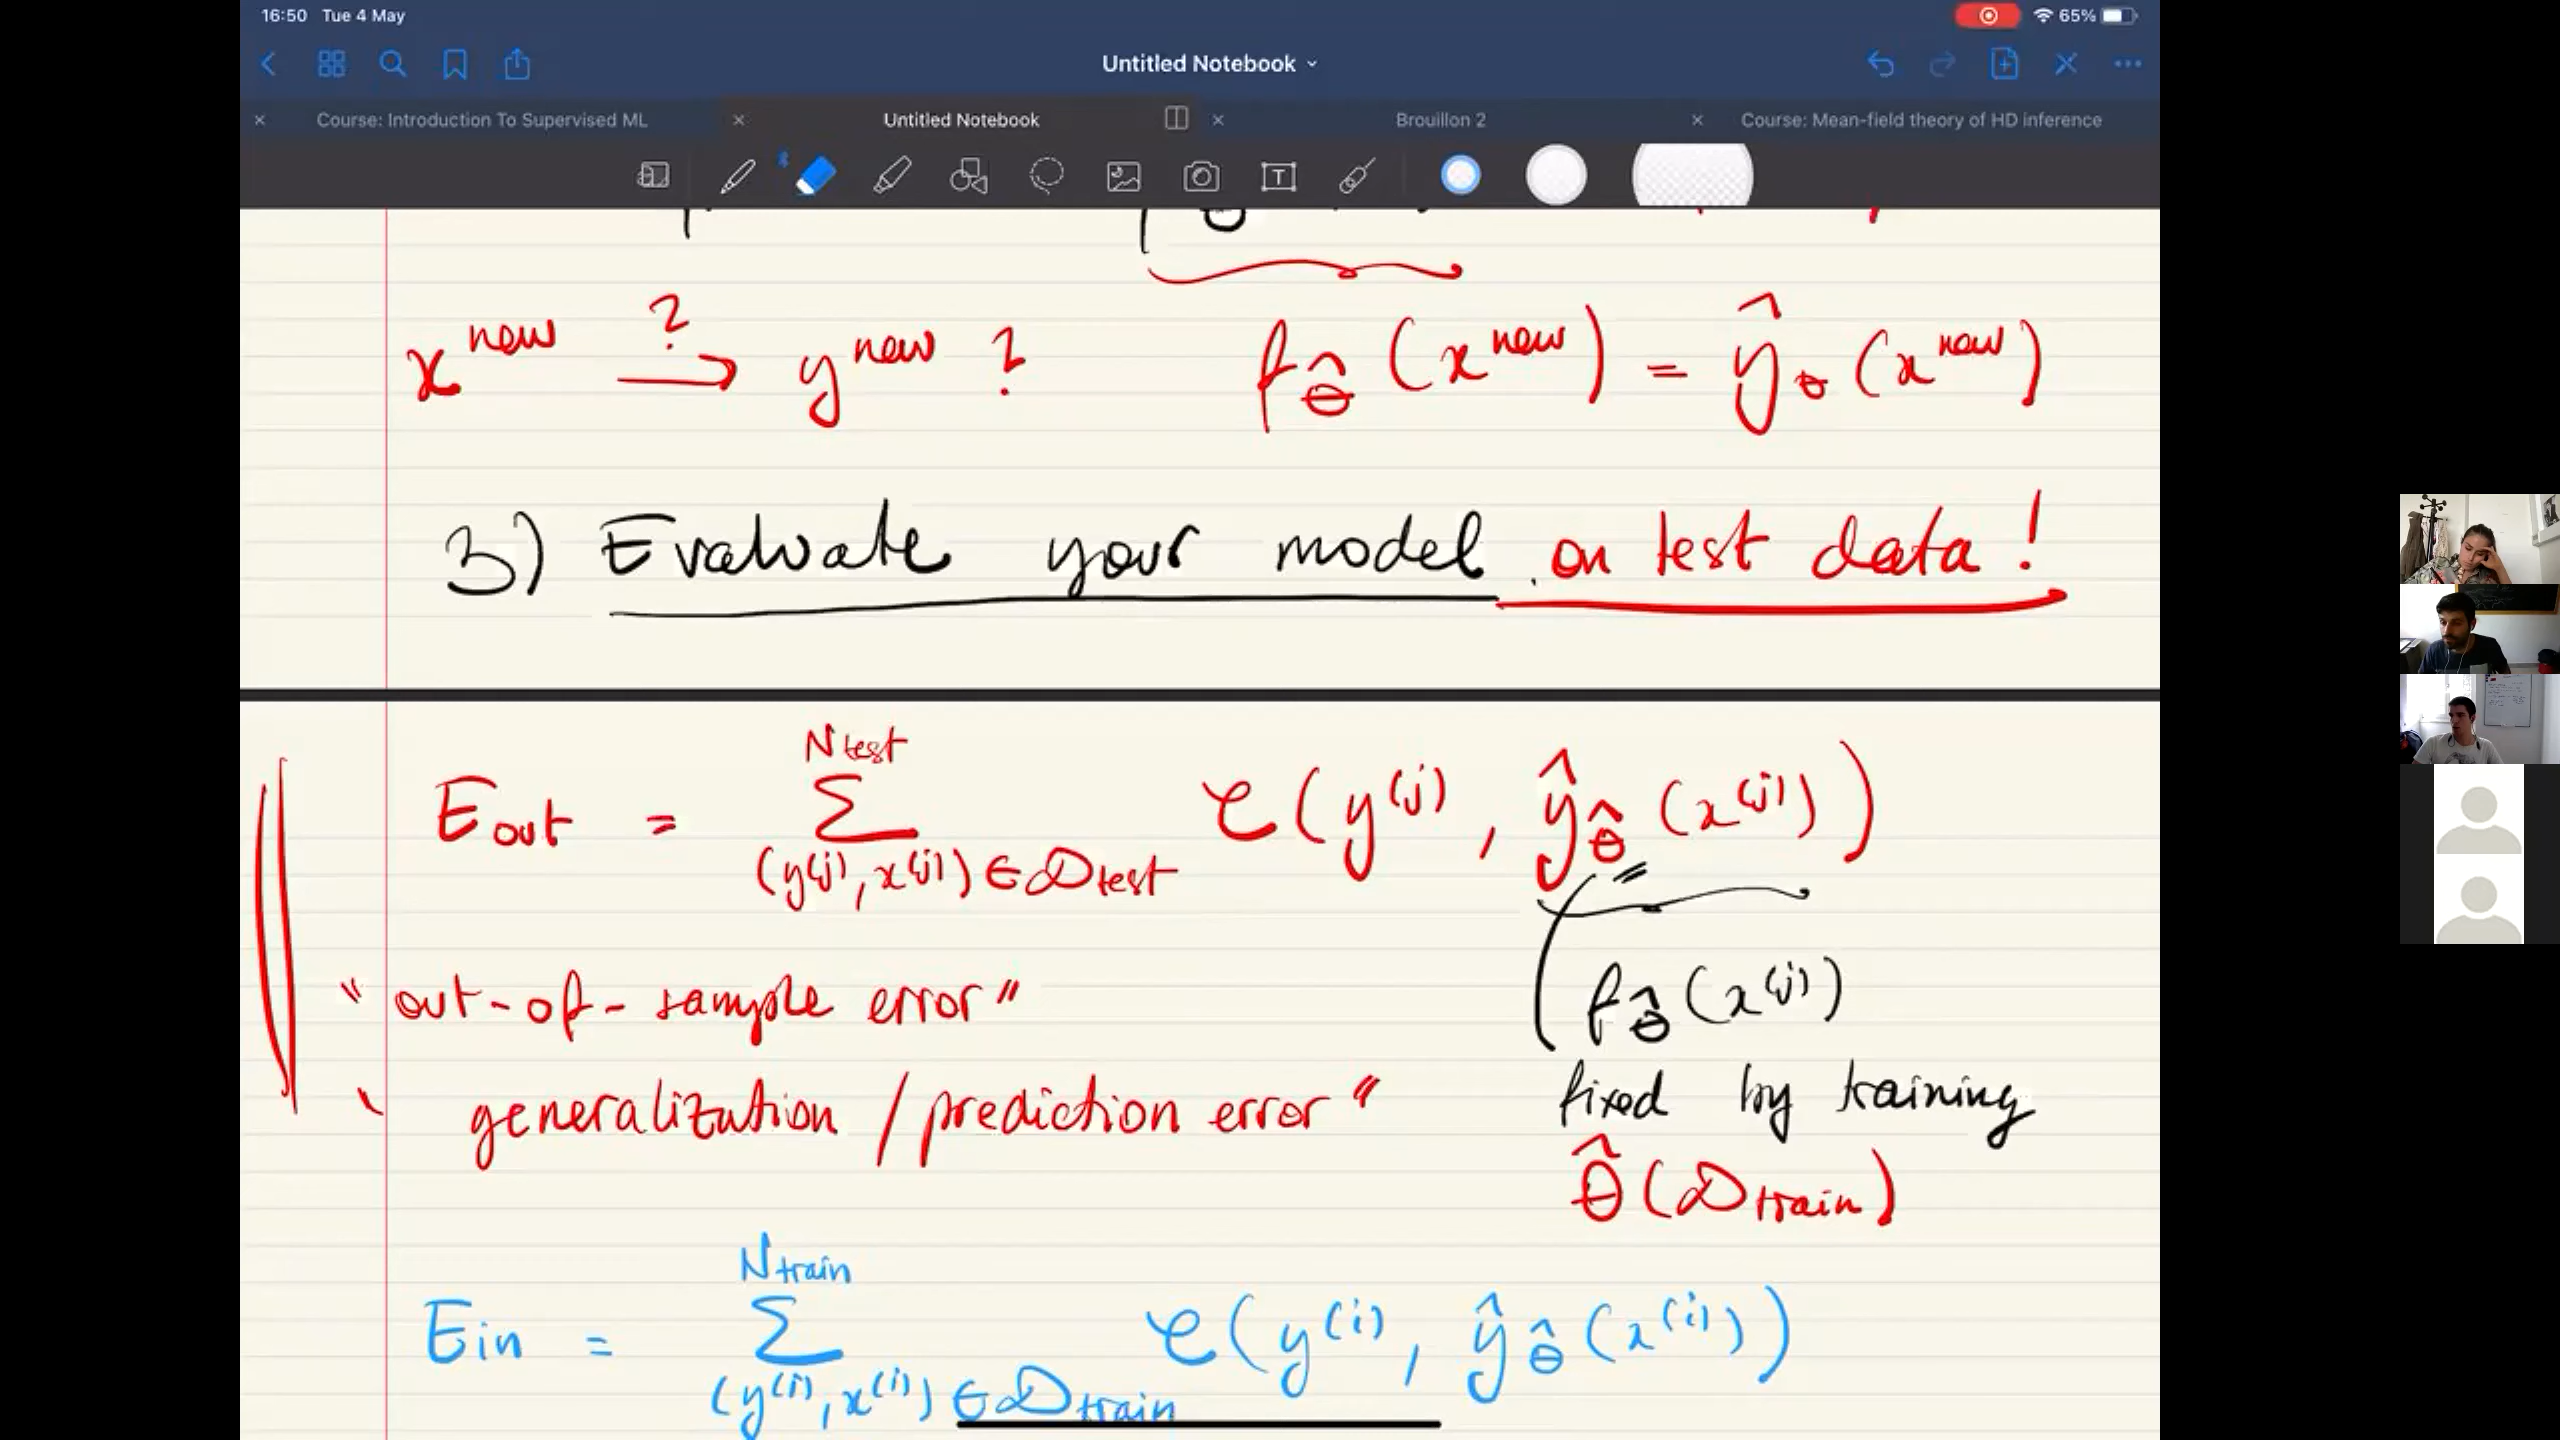 16:50 Tue 4 May 65%
Untitled Notebook
Course: Introduction To Supervised ML Untitled Notebook Brouillon 2 Course: Mean-field theory of HD inference
T
x^new →^? y^new ? f_θ̂ (x^new) = ŷ_θ (x^new)
3) Evaluate your model on test data!
E_out = Σ^{N_test}_{(y^(j), x^(j)) ∈ D_test} C(y^(j), ŷ_θ̂ (x^(j)))
"out-of-sample error" f_θ̂ (x^(j))
generalization / prediction error" fixed by training
θ̂ (D_train)
E_in = Σ^{N_train}_{(y^(i), x^(i)) ∈ D_train} C(y^(i), ŷ_θ̂ (x^(i)))